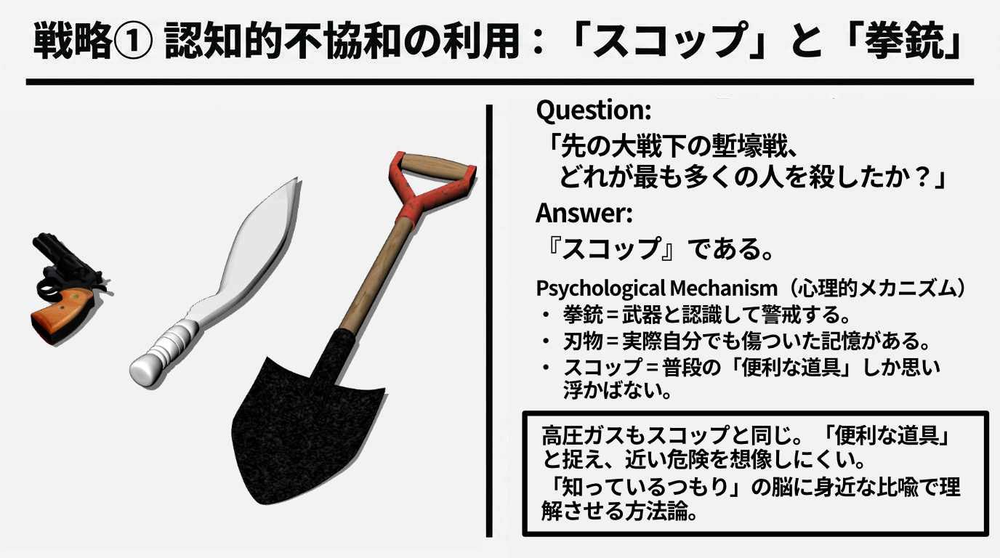 戦略① 認知的不協和の利用：「スコップ」と「拳銃」
Question:
「先の大戦下の塹壕戦、
どれが最も多くの人を殺したか？」
Answer:
『スコップ』である。
Psychological Mechanism（心理的メカニズム）
・ 拳銃 = 武器と認識して警戒する。
・ 刃物 = 実際自分でも傷ついた記憶がある。
・ スコップ = 普段の「便利な道具」しか思い
浮かばない。
高圧ガスもスコップと同じ。「便利な道具」
と捉え、近い危険を想像しにくい。
「知っているつもり」の脳に身近な比喩で理
解させる方法論。